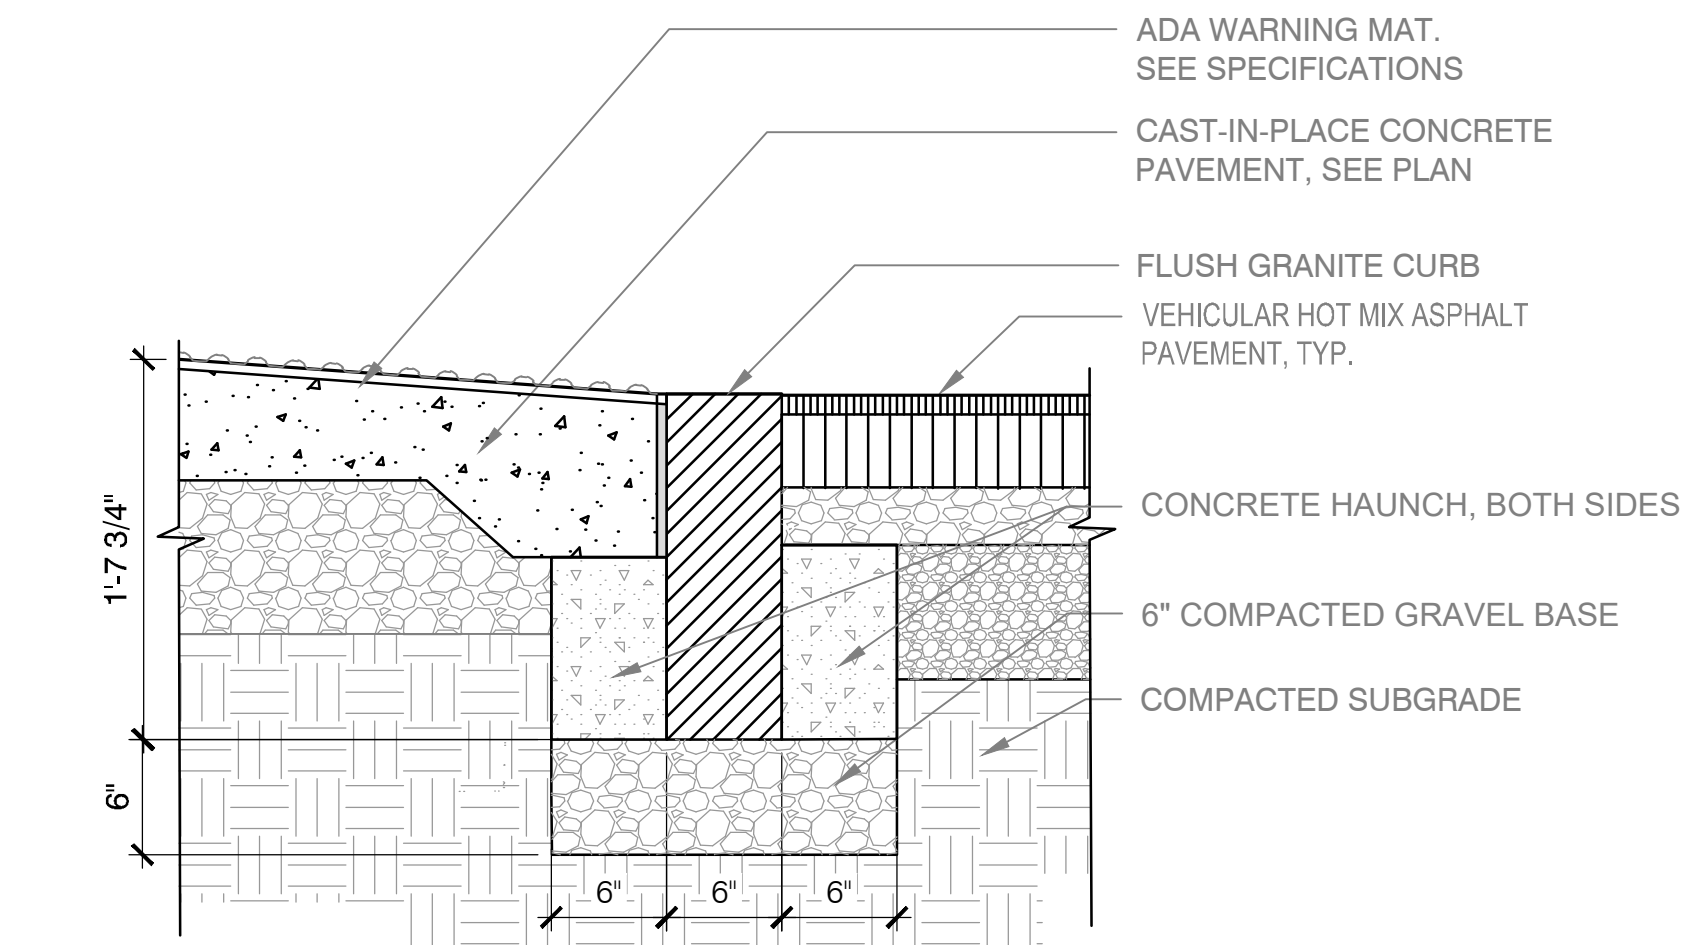 ADA WARNING MAT.
SEE SPECIFICATIONS
CAST-IN-PLACE CONCRETE
PAVEMENT, SEE PLAN
FLUSH GRANITE CURB
VEHICULAR HOT MIX ASPHALT
PAVEMENT, TYP.
CONCRETE HAUNCH, BOTH SIDES
6" COMPACTED GRAVEL BASE
COMPACTED SUBGRADE
1'-7 3/4"
6"
6"
6"
6"